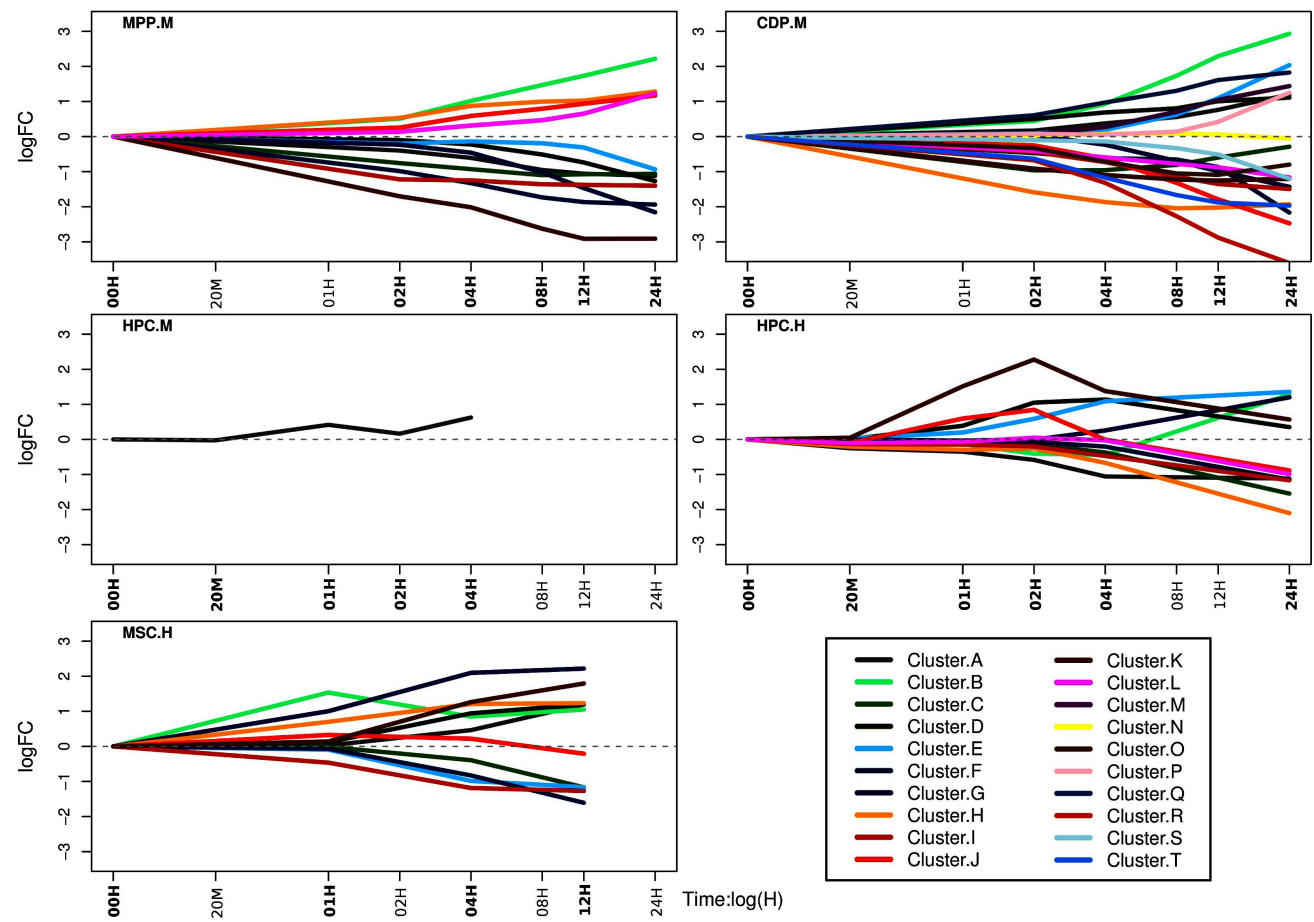 MPP.M
logFC
3
2
1
0
−1
−2
−3
00H 20M 01H 02H 04H 08H 12H 24H
CDP.M
3
2
1
0
−1
−2
−3
00H 20M 01H 02H 04H 08H 12H 24H
HPC.M
logFC
3
2
1
0
−1
−2
−3
00H 20M 01H 02H 04H 08H 12H 24H
HPC.H
3
2
1
0
−1
−2
−3
00H 20M 01H 02H 04H 08H 12H 24H
MSC.H
logFC
3
2
1
0
−1
−2
−3
00H 20M 01H 02H 04H 08H 12H 24H
Time:log(H)
Cluster.A
Cluster.B
Cluster.C
Cluster.D
Cluster.E
Cluster.F
Cluster.G
Cluster.H
Cluster.I
Cluster.J
Cluster.K
Cluster.L
Cluster.M
Cluster.N
Cluster.O
Cluster.P
Cluster.Q
Cluster.R
Cluster.S
Cluster.T